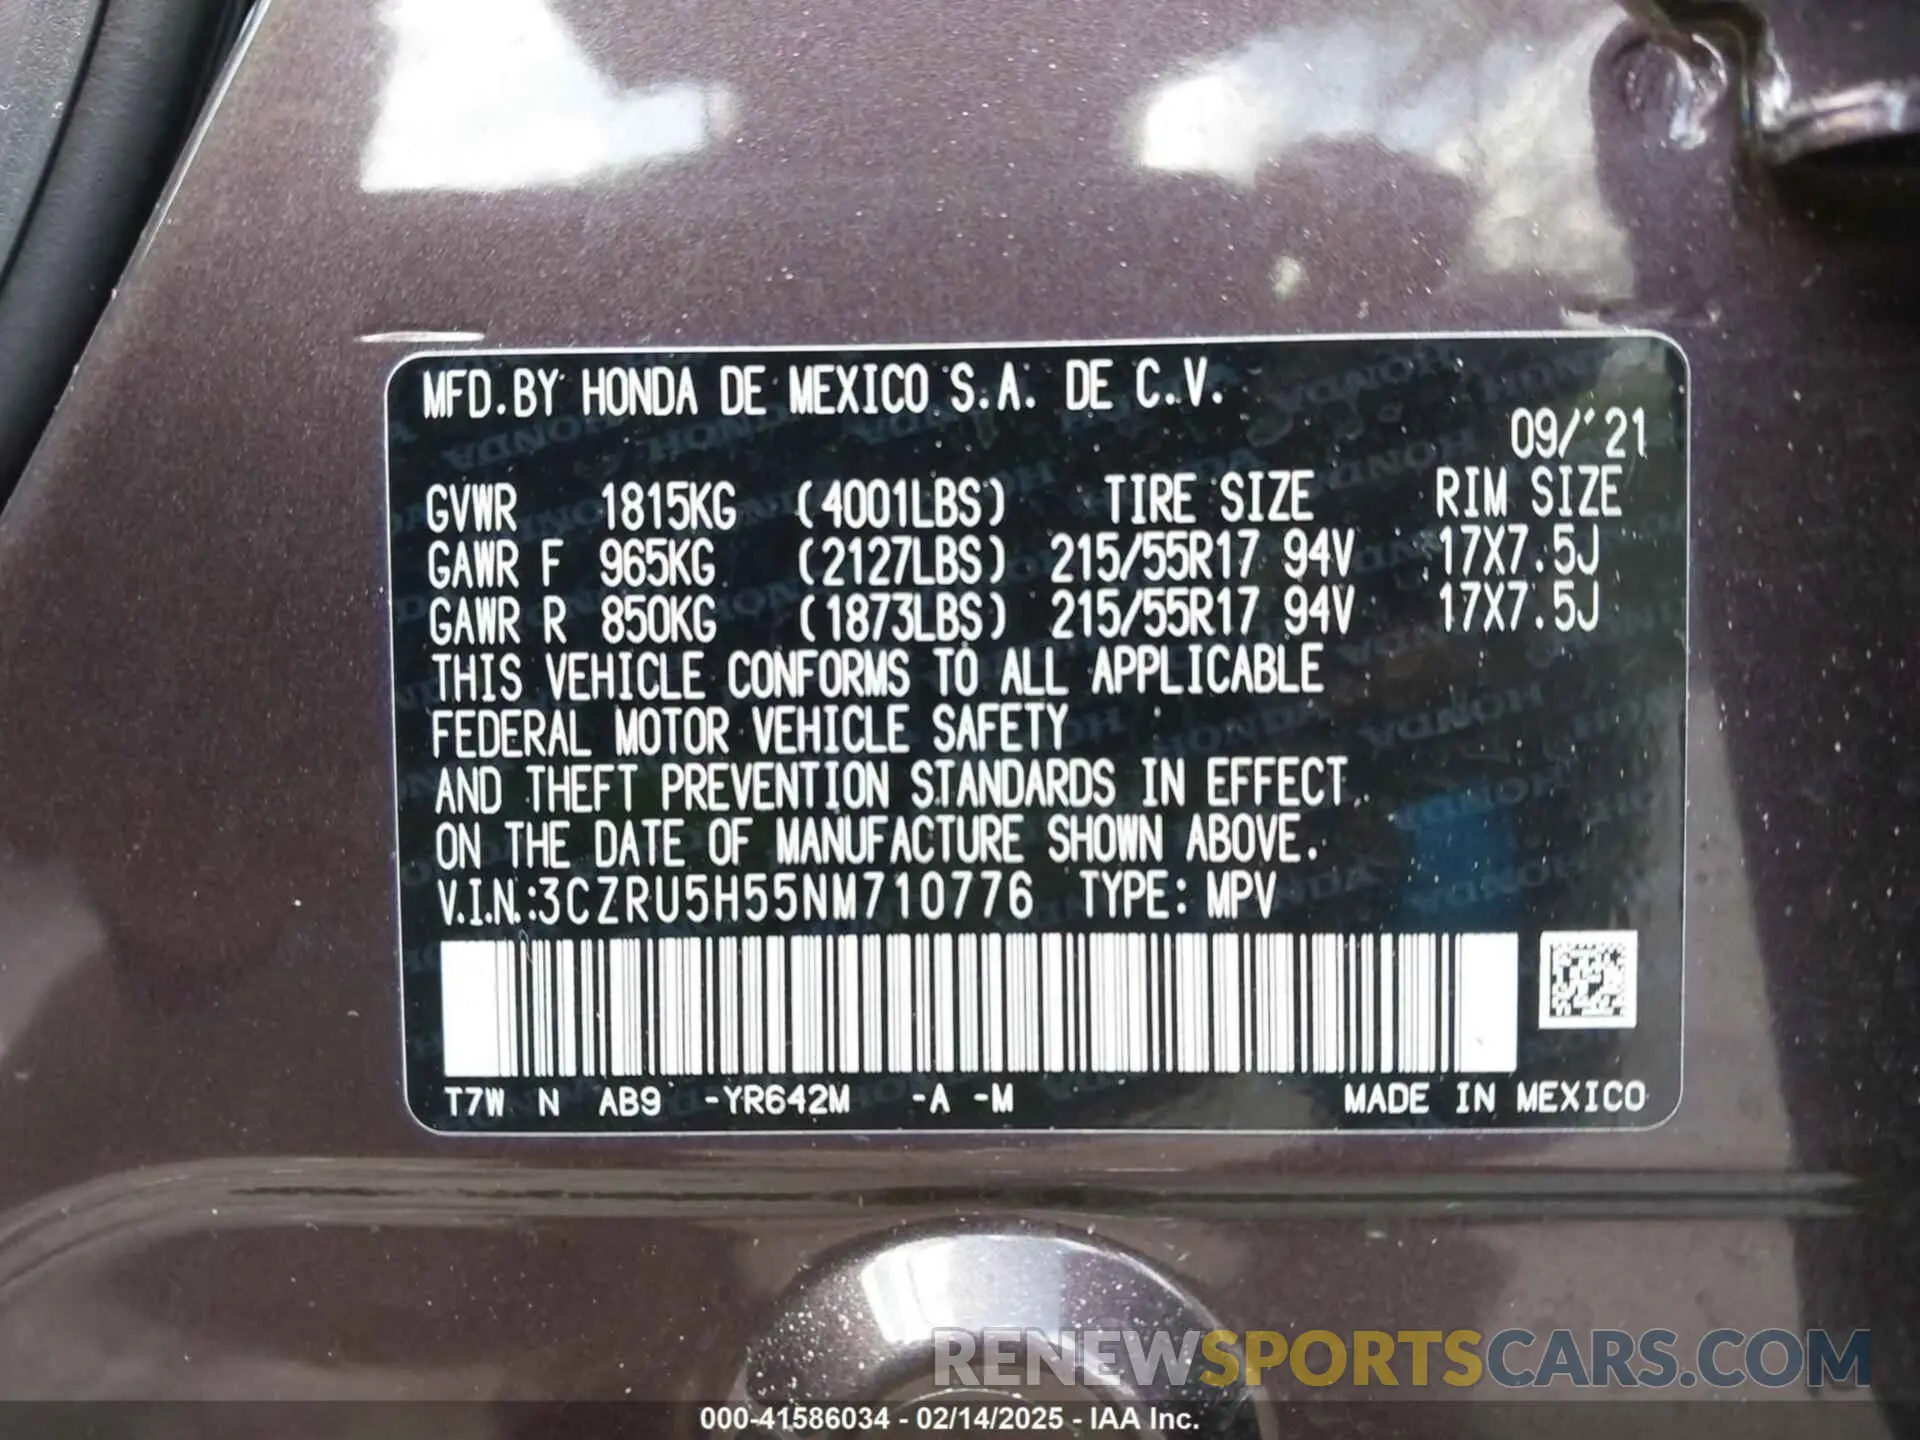 MFD.BY HONDA DE MEXICO S.A. DE C.V.
09/'21
GVWR 1815KG (4001LBS) TIRE SIZE RIM SIZE
GAWR F 965KG (2127LBS) 215/55R17 94V 17X7.5J
GAWR R 850KG (1873LBS) 215/55R17 94V 17X7.5J
THIS VEHICLE CONFORMS TO ALL APPLICABLE
FEDERAL MOTOR VEHICLE SAFETY
AND THEFT PREVENTION STANDARDS IN EFFECT
ON THE DATE OF MANUFACTURE SHOWN ABOVE.
V.I.N.:3CZRU5H55NM710776 TYPE: MPV
T7W N AB9 -YR642M -A -M MADE IN MEXICO
RENEWSPORTSCARS.COM
000-41586034 - 02/14/2025 - IAA Inc.